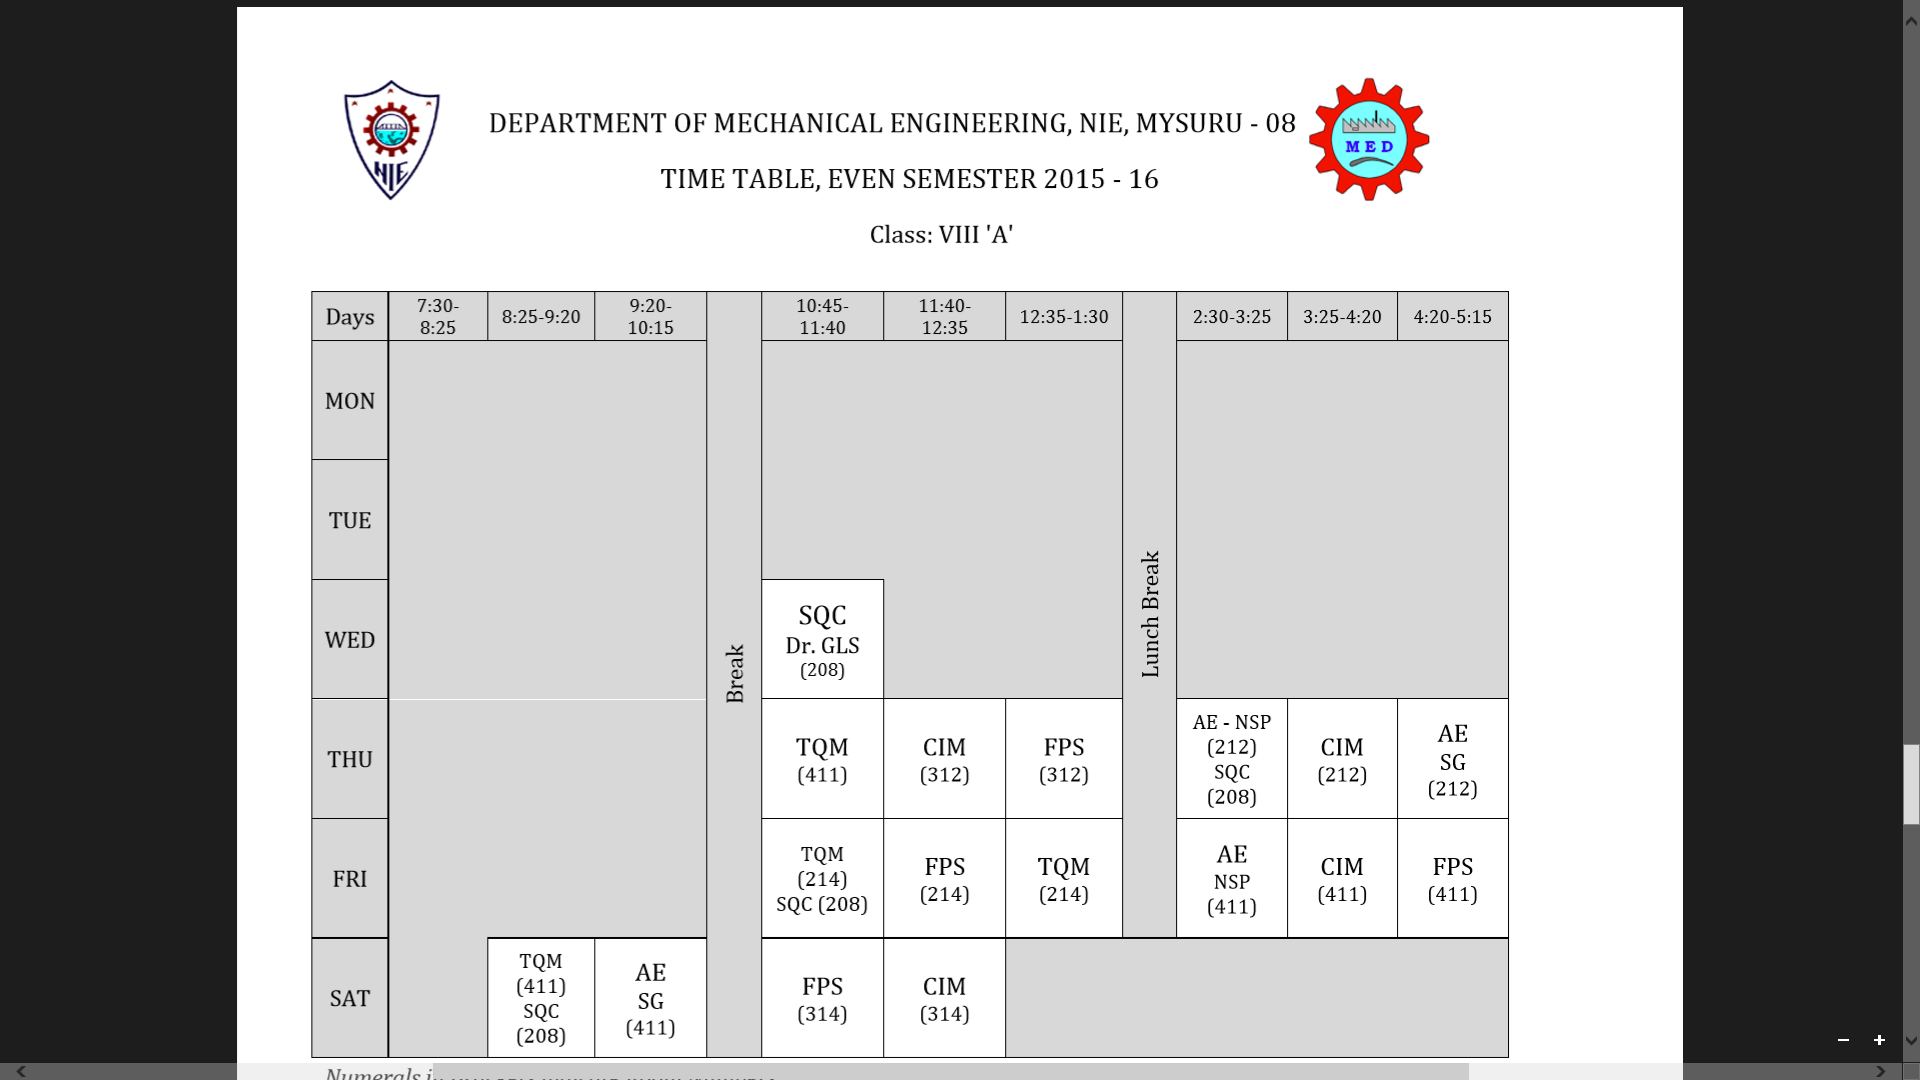 NIE
DEPARTMENT OF MECHANICAL ENGINEERING, NIE, MYSURU - 08
MED
TIME TABLE, EVEN SEMESTER 2015 - 16
Class: VIII 'A'
Days
7:30-
8:25
8:25-9:20
9:20-
10:15
10:45-
11:40
11:40-
12:35
12:35-1:30
2:30-3:25
3:25-4:20
4:20-5:15
Break
Lunch Break
MON
TUE
WED
SQC
Dr. GLS
(208)
THU
TQM
(411)
CIM
(312)
FPS
(312)
AE - NSP
(212)
SQC
(208)
CIM
(212)
AE
SG
(212)
FRI
TQM
(214)
SQC (208)
FPS
(214)
TQM
(214)
AE
NSP
(411)
CIM
(411)
FPS
(411)
SAT
TQM
(411)
SQC
(208)
AE
SG
(411)
FPS
(314)
CIM
(314)
Numerals